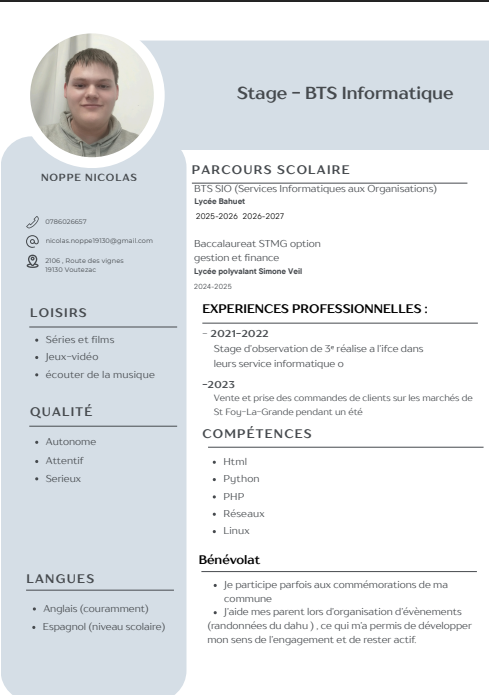 Stage - BTS Informatique
NOPPE NICOLAS
0786026657
nicolas.noppe19130@gmail.com
2106 , Route des vignes
19130 Voutezac
LOISIRS
Séries et films
Jeux-vidéo
écouter de la musique
QUALITÉ
Autonome
Attentif
Serieux
LANGUES
Anglais (couramment)
Espagnol (niveau scolaire)
PARCOURS SCOLAIRE
BTS SIO (Services Informatiques aux Organisations)
Lycée Bahuet
2025-2026 2026-2027
Baccalaureat STMG option
gestion et finance
Lycée polyvalant Simone Veil
2024-2025
EXPERIENCES PROFESSIONNELLES :
- 2021-2022
Stage d'observation de 3ᵉ réalise a l'ifce dans
leurs service informatique o
-2023
Vente et prise des commandes de clients sur les marchés de
St Foy-La-Grande pendant un été
COMPÉTENCES
Html
Python
PHP
Réseaux
Linux
Bénévolat
Je participe parfois aux commémorations de ma
commune
J'aide mes parent lors d'organisation d'évènements
(randonnées du dahu ) , ce qui m'a permis de développer
mon sens de l'engagement et de rester actif.